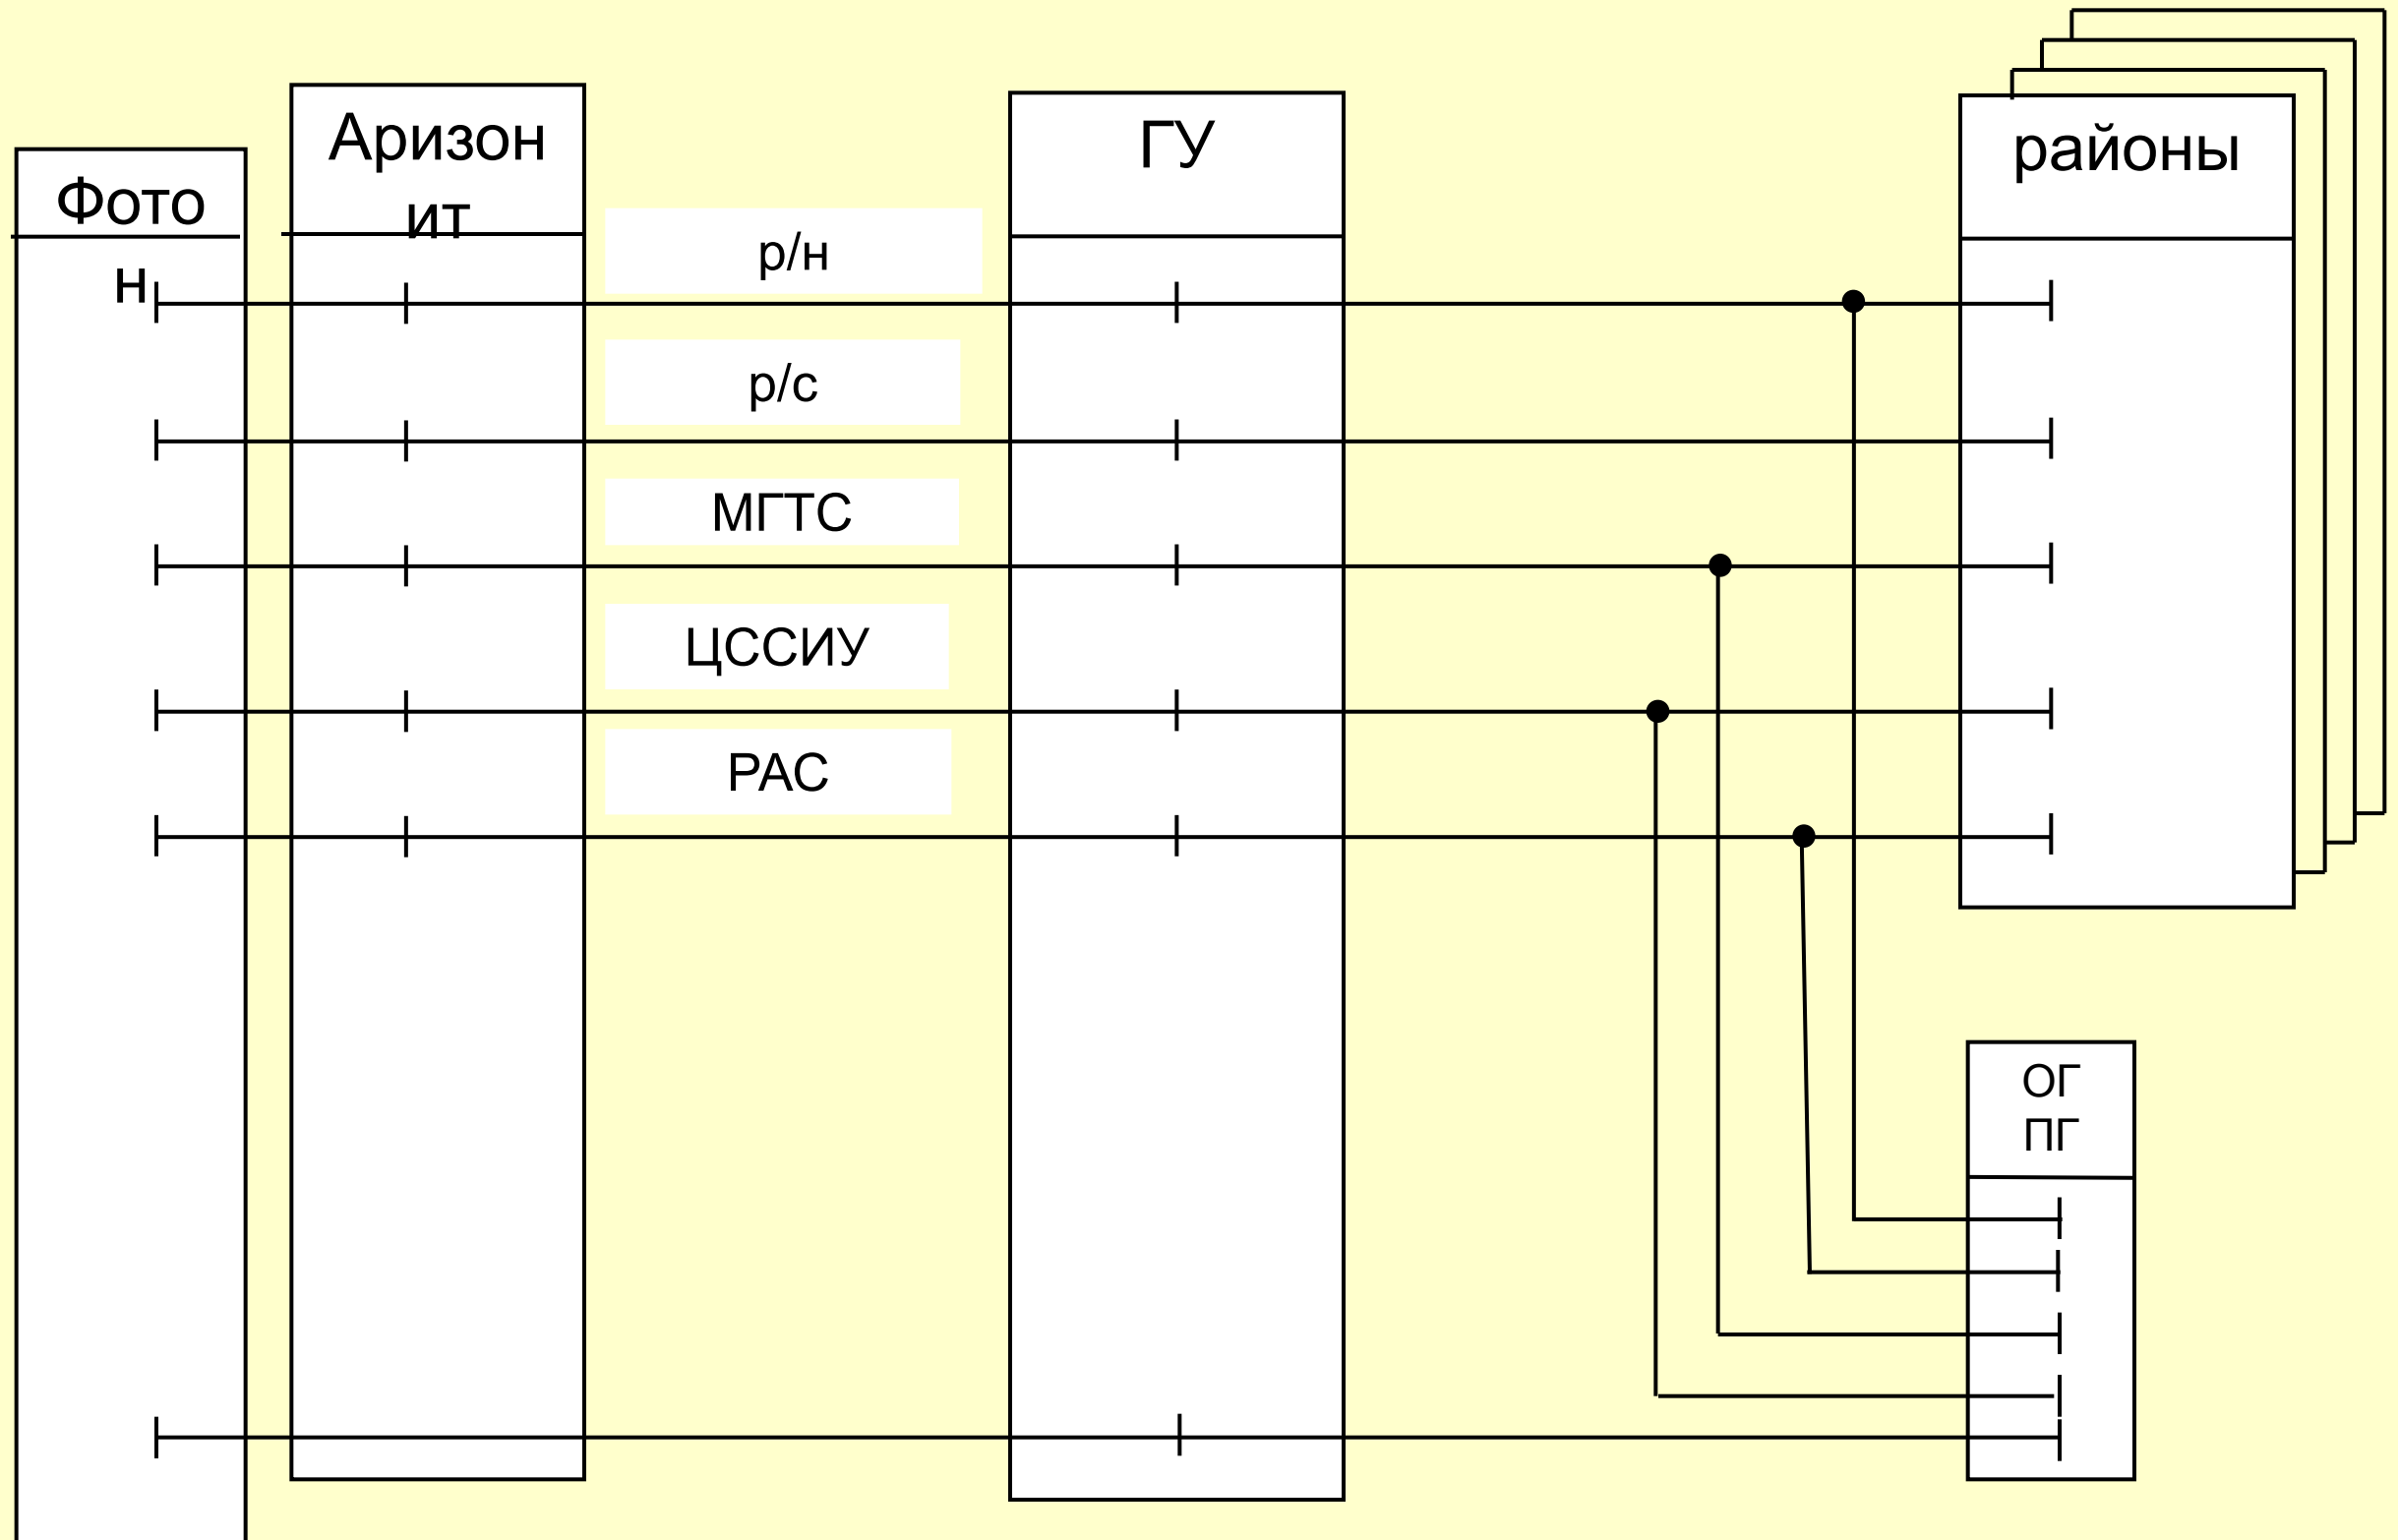 Фото
н
Аризон
ит
ГУ
районы
р/н
р/с
МГТС
ЦССИУ
РАС
ОГ
ПГ